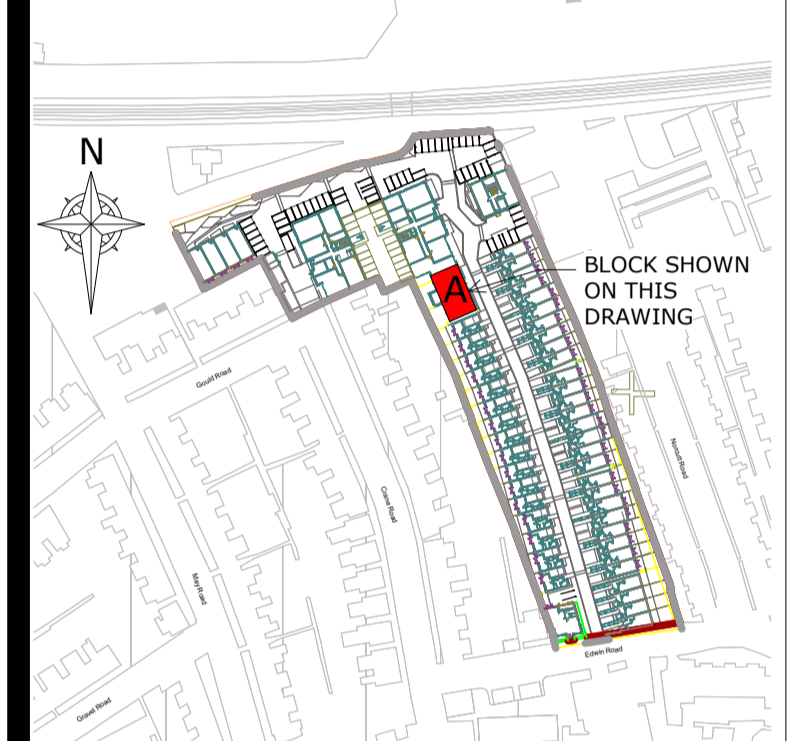 N
BLOCK SHOWN
ON THIS
DRAWING
A
Gould Road
Crane Road
Norcutt Road
May Road
Edwin Road
Gravel Road